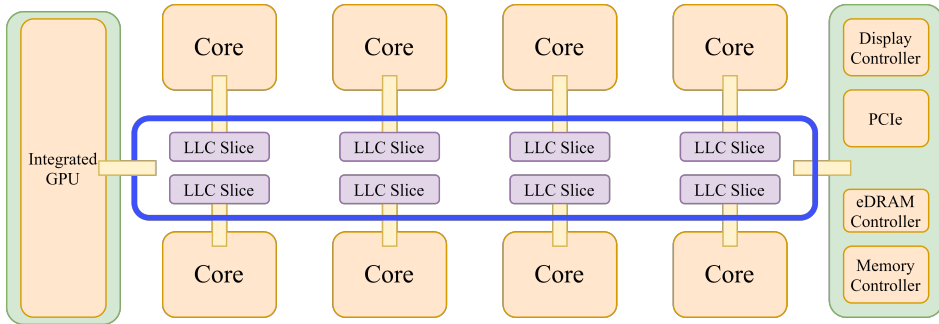 Core
Core
Core
Core
Integrated
GPU
LLC Slice
LLC Slice
LLC Slice
LLC Slice
LLC Slice
LLC Slice
LLC Slice
LLC Slice
Core
Core
Core
Core
Display
Controller
PCIe
eDRAM
Controller
Memory
Controller